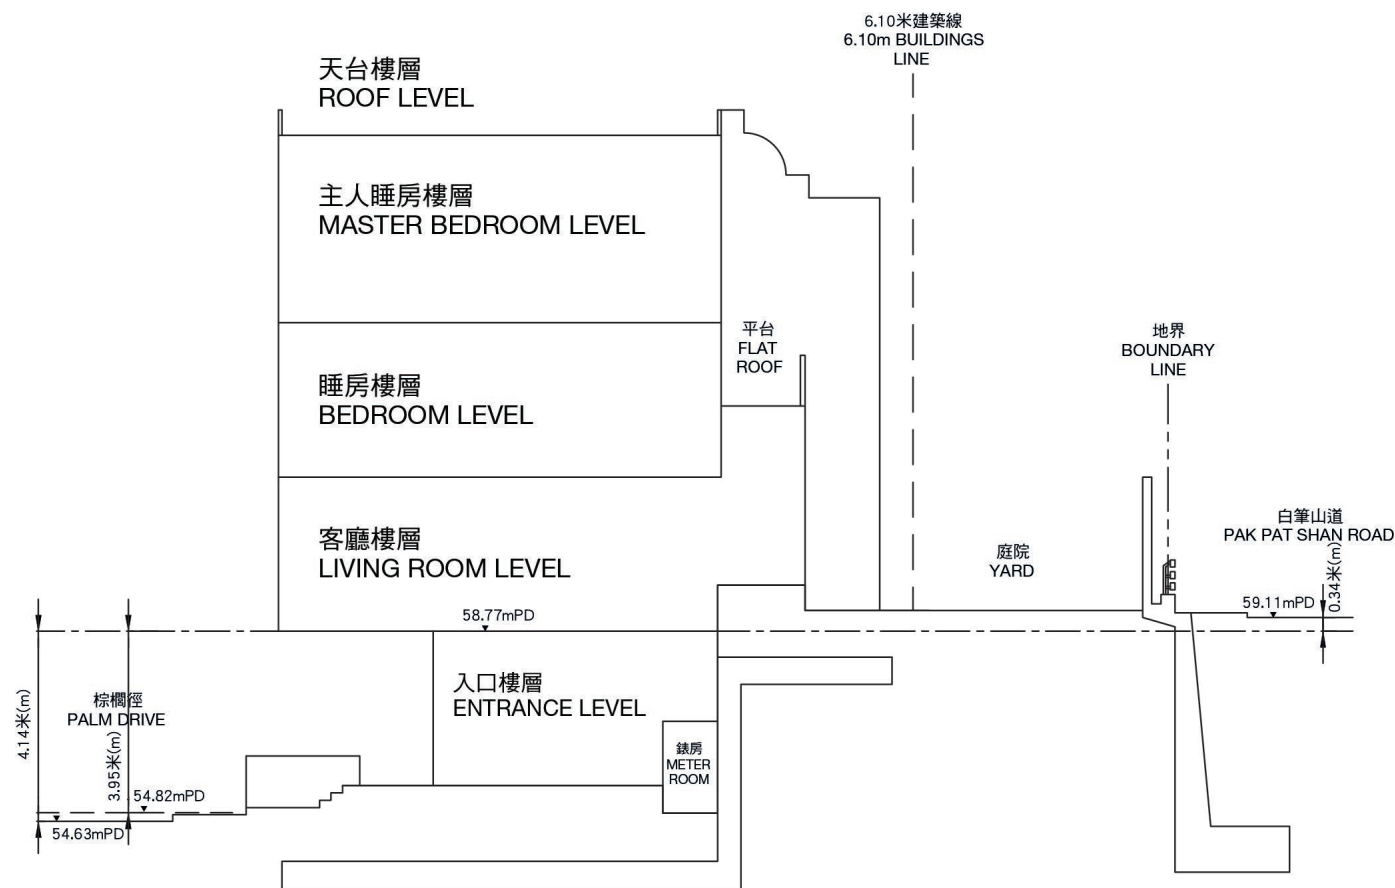 6.10米建築線
6.10m BUILDINGS
LINE
天台樓層
ROOF LEVEL
主人睡房樓層
MASTER BEDROOM LEVEL
平台
FLAT
ROOF
地界
BOUNDARY
LINE
睡房樓層
BEDROOM LEVEL
白筆山道
PAK PAT SHAN ROAD
客廳樓層
LIVING ROOM LEVEL
庭院
YARD
0.34米(m)
59.11mPD
58.77mPD
入口樓層
ENTRANCE LEVEL
棕櫚徑
PALM DRIVE
4.14米(m)
3.95米(m)
錶房
METER
ROOM
54.82mPD
54.63mPD